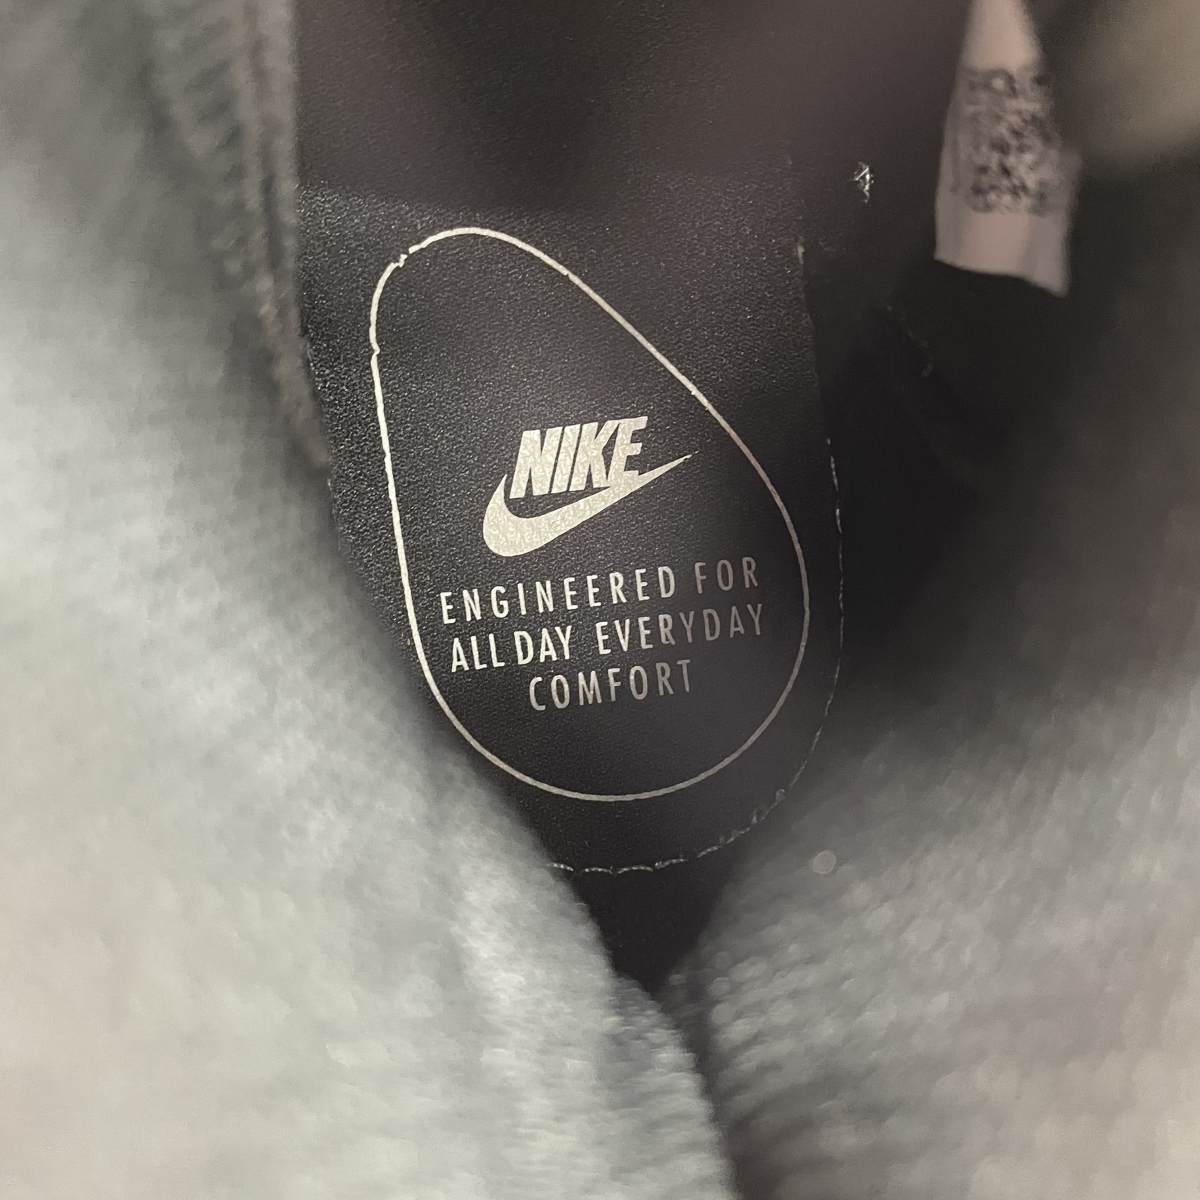 NIKE
ENGINEERED FOR
ALL DAY EVERYDAY
COMFORT